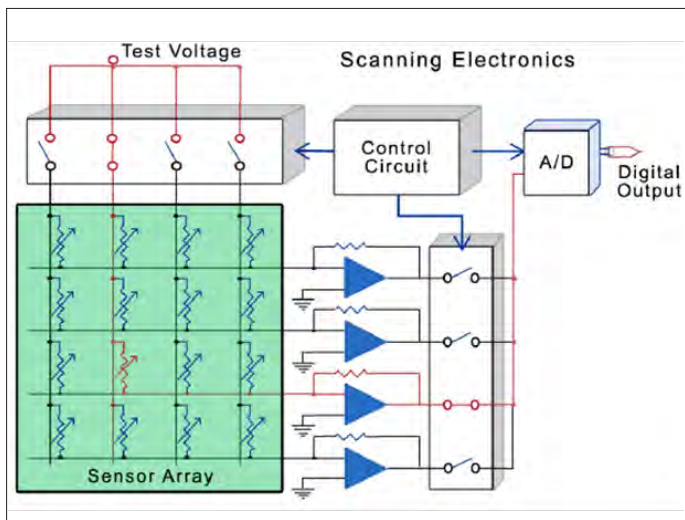 Test Voltage
Scanning Electronics
Control
Circuit
A/D
Digital
Output
Sensor Array